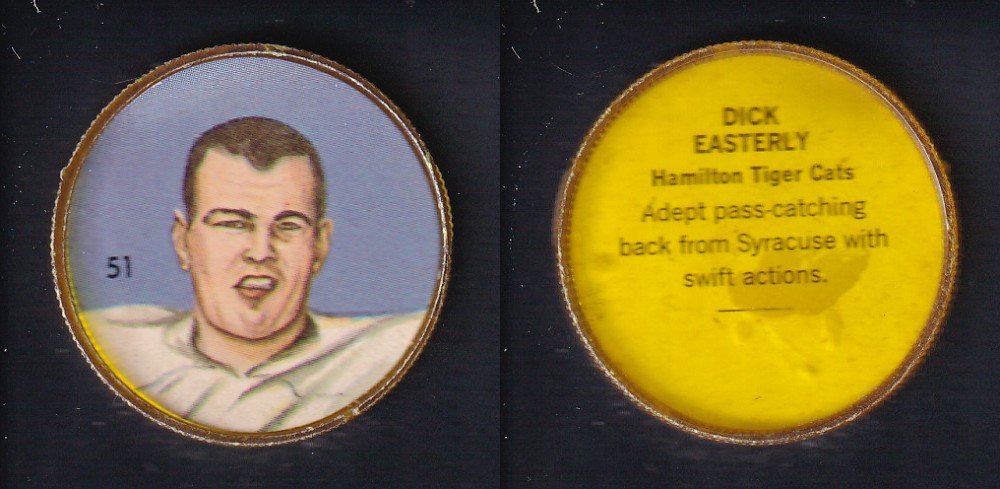 51
DICK
EASTERLY
Hamilton Tiger Cats
Adept pass-catching
back from Syracuse with
swift actions.